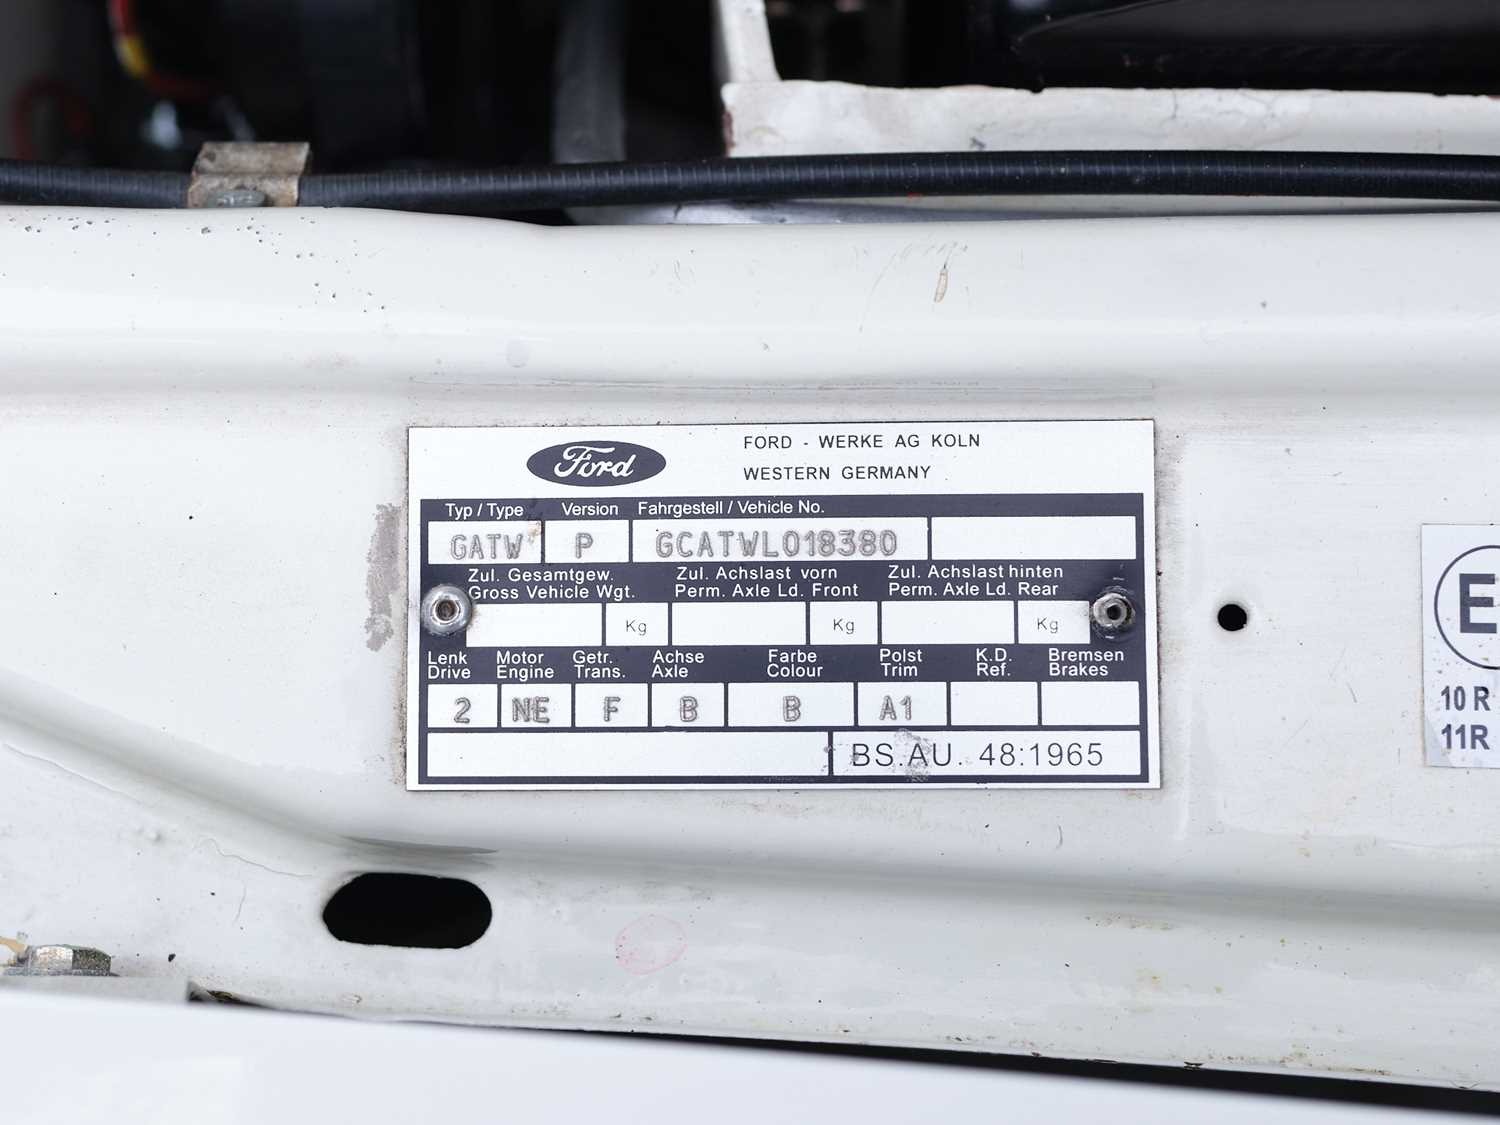 Ford
FORD - WERKE AG KOLN
WESTERN GERMANY
Typ / Type Version Fahrgestell / Vehicle No.
GATW P GCATWL018380
Zul. Gesamtgew. Zul. Achslast vorn Zul. Achslast hinten
Gross Vehicle Wgt. Perm. Axle Ld. Front Perm. Axle Ld. Rear
Kg Kg Kg
Lenk Motor Getr. Achse Farbe Polst K.D. Bremsen
Drive Engine Trans. Axle Colour Trim Ref. Brakes
2 NE F B B A1
BS.AU. 48:1965
E
10 R
11R